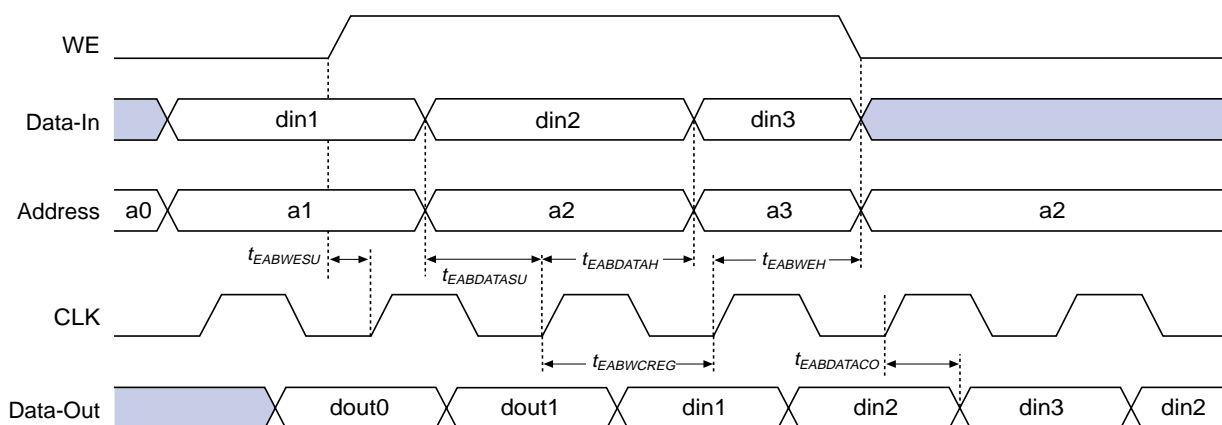 WE
Data-In
din1
din2
din3
Address
a0
a1
a2
a3
a2
tEABWESU
tEABDATASU
tEABDATAH
tEABWEH
CLK
tEABWCREG
tEABDATACO
Data-Out
dout0
dout1
din1
din2
din3
din2